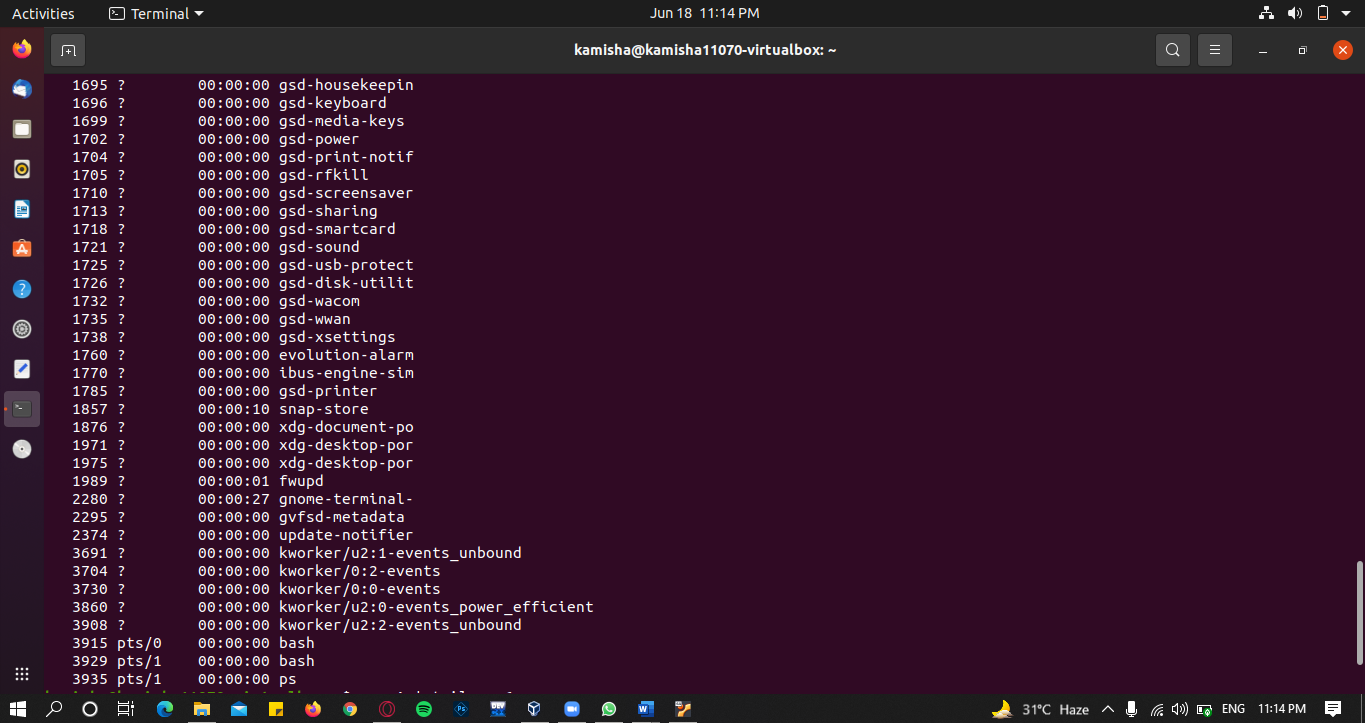 Activities Terminal Jun 18 11:14 PM
kamisha@kamisha11070-virtualbox: ~
1695 ? 00:00:00 gsd-housekeepin
1696 ? 00:00:00 gsd-keyboard
1699 ? 00:00:00 gsd-media-keys
1702 ? 00:00:00 gsd-power
1704 ? 00:00:00 gsd-print-notif
1705 ? 00:00:00 gsd-rfkill
1710 ? 00:00:00 gsd-screensaver
1713 ? 00:00:00 gsd-sharing
1718 ? 00:00:00 gsd-smartcard
1721 ? 00:00:00 gsd-sound
1725 ? 00:00:00 gsd-usb-protect
1726 ? 00:00:00 gsd-disk-utilit
1732 ? 00:00:00 gsd-wacom
1735 ? 00:00:00 gsd-wwan
1738 ? 00:00:00 gsd-xsettings
1760 ? 00:00:00 evolution-alarm
1770 ? 00:00:00 ibus-engine-sim
1785 ? 00:00:00 gsd-printer
1857 ? 00:00:10 snap-store
1876 ? 00:00:00 xdg-document-po
1971 ? 00:00:00 xdg-desktop-por
1975 ? 00:00:00 xdg-desktop-por
1989 ? 00:00:01 fwupd
2280 ? 00:00:27 gnome-terminal-
2295 ? 00:00:00 gvfsd-metadata
2374 ? 00:00:00 update-notifier
3691 ? 00:00:00 kworker/u2:1-events_unbound
3704 ? 00:00:00 kworker/0:2-events
3730 ? 00:00:00 kworker/0:0-events
3860 ? 00:00:00 kworker/u2:0-events_power_efficient
3908 ? 00:00:00 kworker/u2:2-events_unbound
3915 pts/0 00:00:00 bash
3929 pts/1 00:00:00 bash
3935 pts/1 00:00:00 ps
31°C Haze ENG 11:14 PM